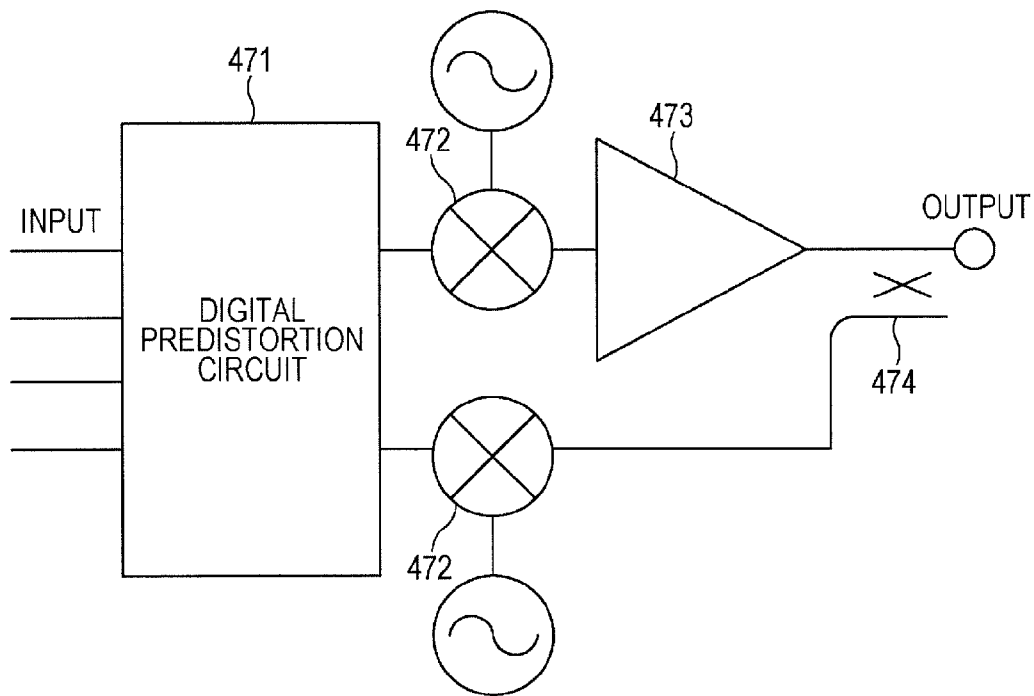 471
472
473
INPUT
OUTPUT
DIGITAL
PREDISTORTION
CIRCUIT
474
472